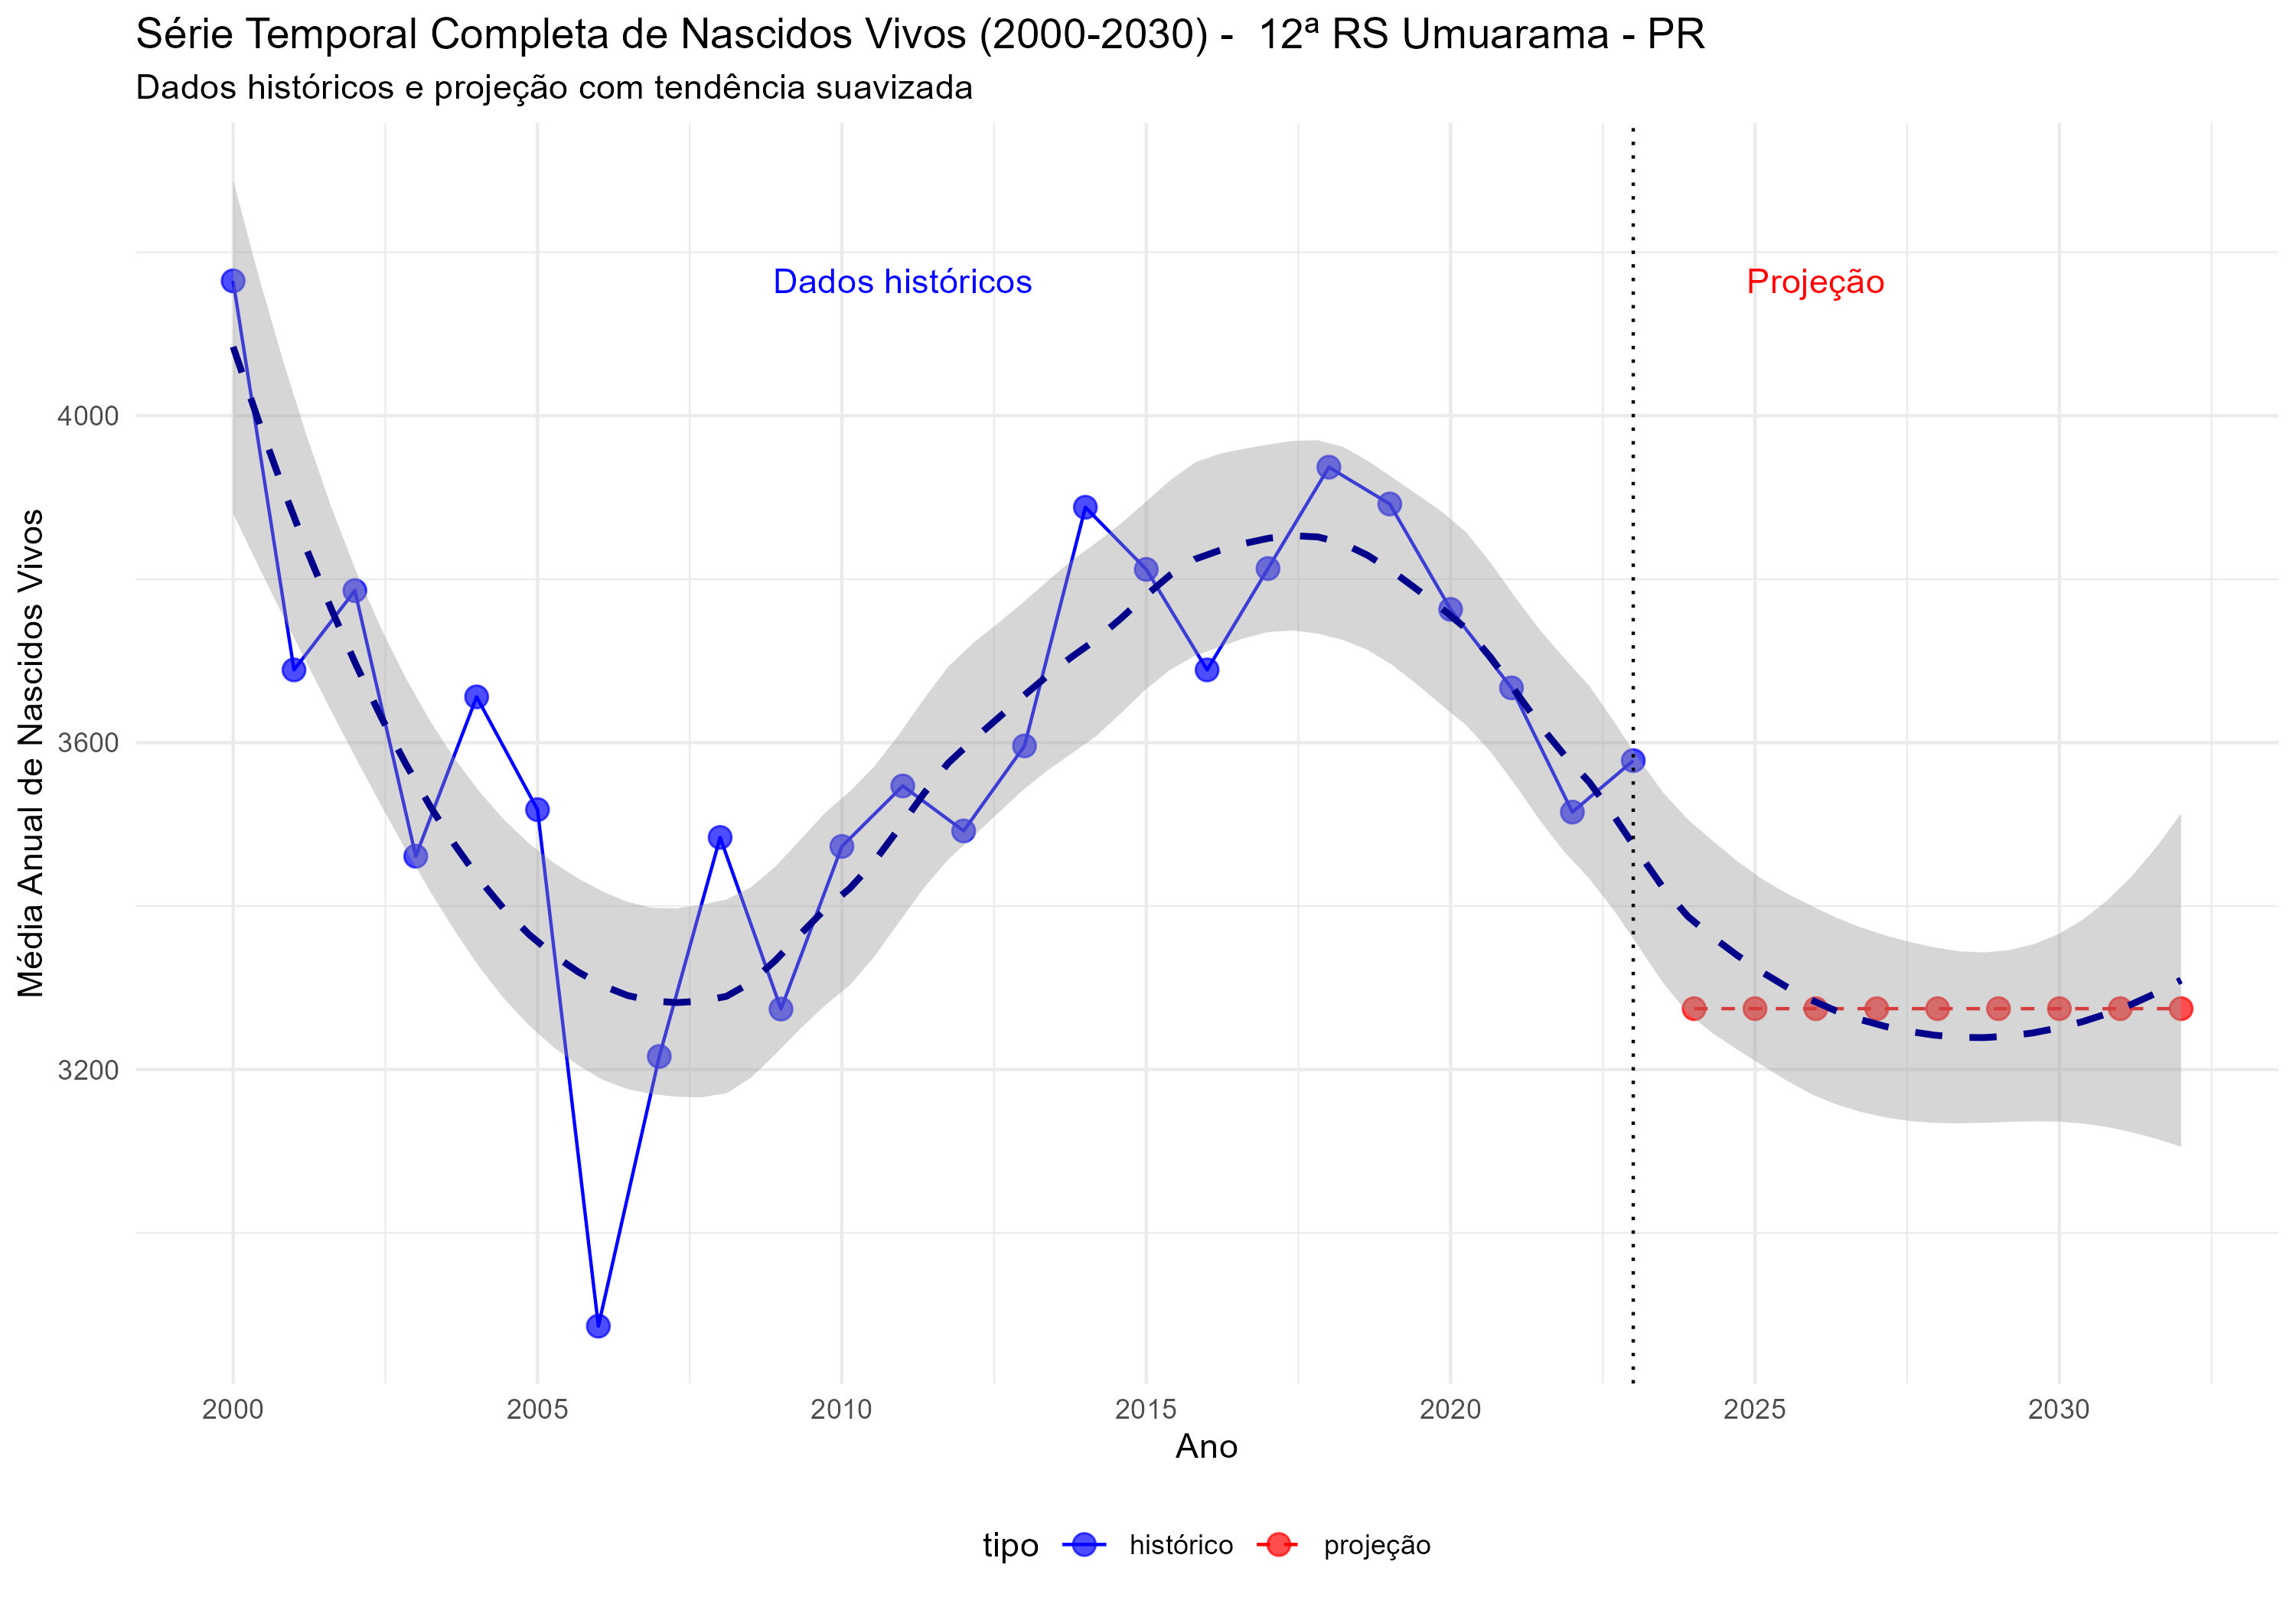 Série Temporal Completa de Nascidos Vivos (2000-2030) -  12ª RS Umuarama - PR
Dados históricos e projeção com tendência suavizada
Dados históricos
Projeção
Média Anual de Nascidos Vivos
4000
3600
3200
2000
2005
2010
2015
2020
2025
2030
Ano
tipo
histórico
projeção